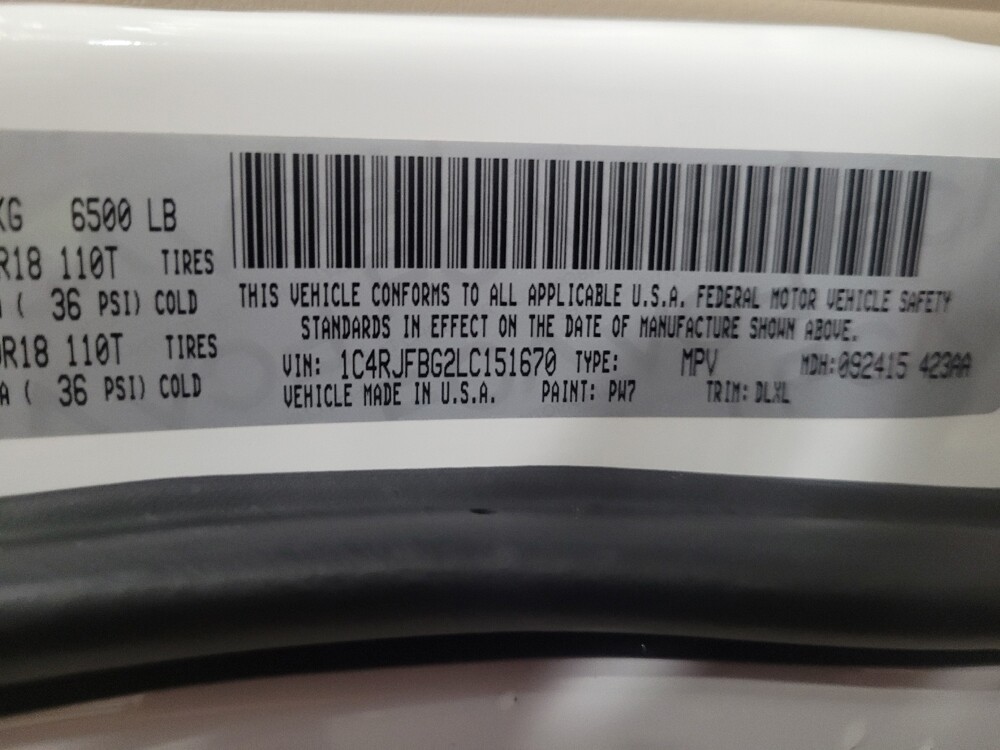 KG 6500 LB
R18 110T TIRES
( 36 PSI) COLD
R18 110T TIRES
A ( 36 PSI) COLD
THIS VEHICLE CONFORMS TO ALL APPLICABLE U.S.A. FEDERAL MOTOR VEHICLE SAFETY
STANDARDS IN EFFECT ON THE DATE OF MANUFACTURE SHOWN ABOVE.
VIN: 1C4RJFBG2LC151670 TYPE: MPV MDH:092415 423AA
VEHICLE MADE IN U.S.A. PAINT: PW7 TRIM: DLXL